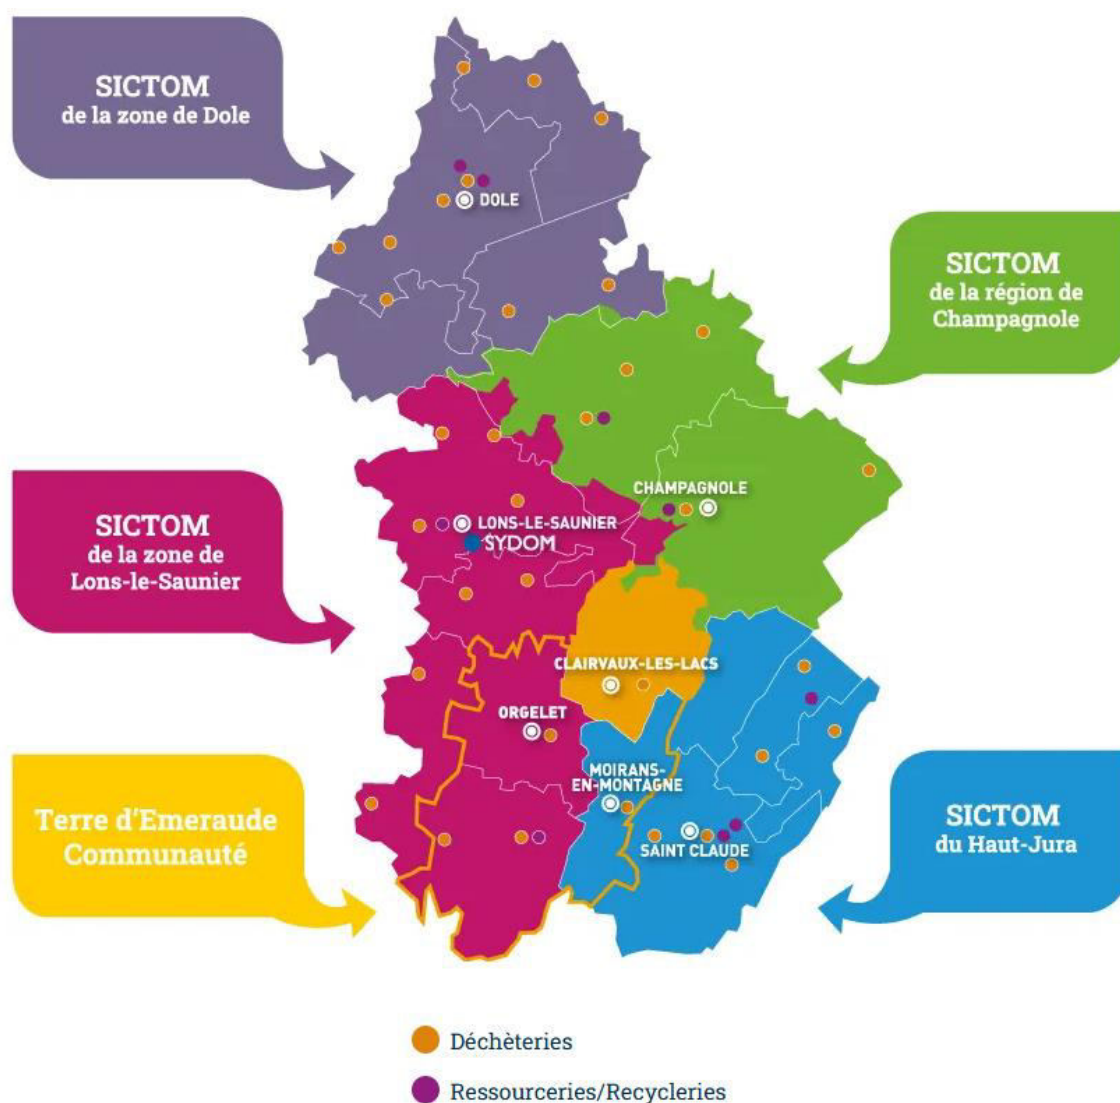 SICTOM
de la zone de Dole
DOLE
SICTOM
de la région de
Champagnole
CHAMPAGNOLE
SICTOM
de la zone de
Lons-le-Saunier
LONS-LE-SAUNIER
SYDOM
CLAIRVAUX-LES-LACS
ORGELET
MOIRANS-
EN-MONTAGNE
SAINT CLAUDE
Terre d'Emeraude
Communauté
SICTOM
du Haut-Jura
Déchèteries
Ressourceries/Recycleries